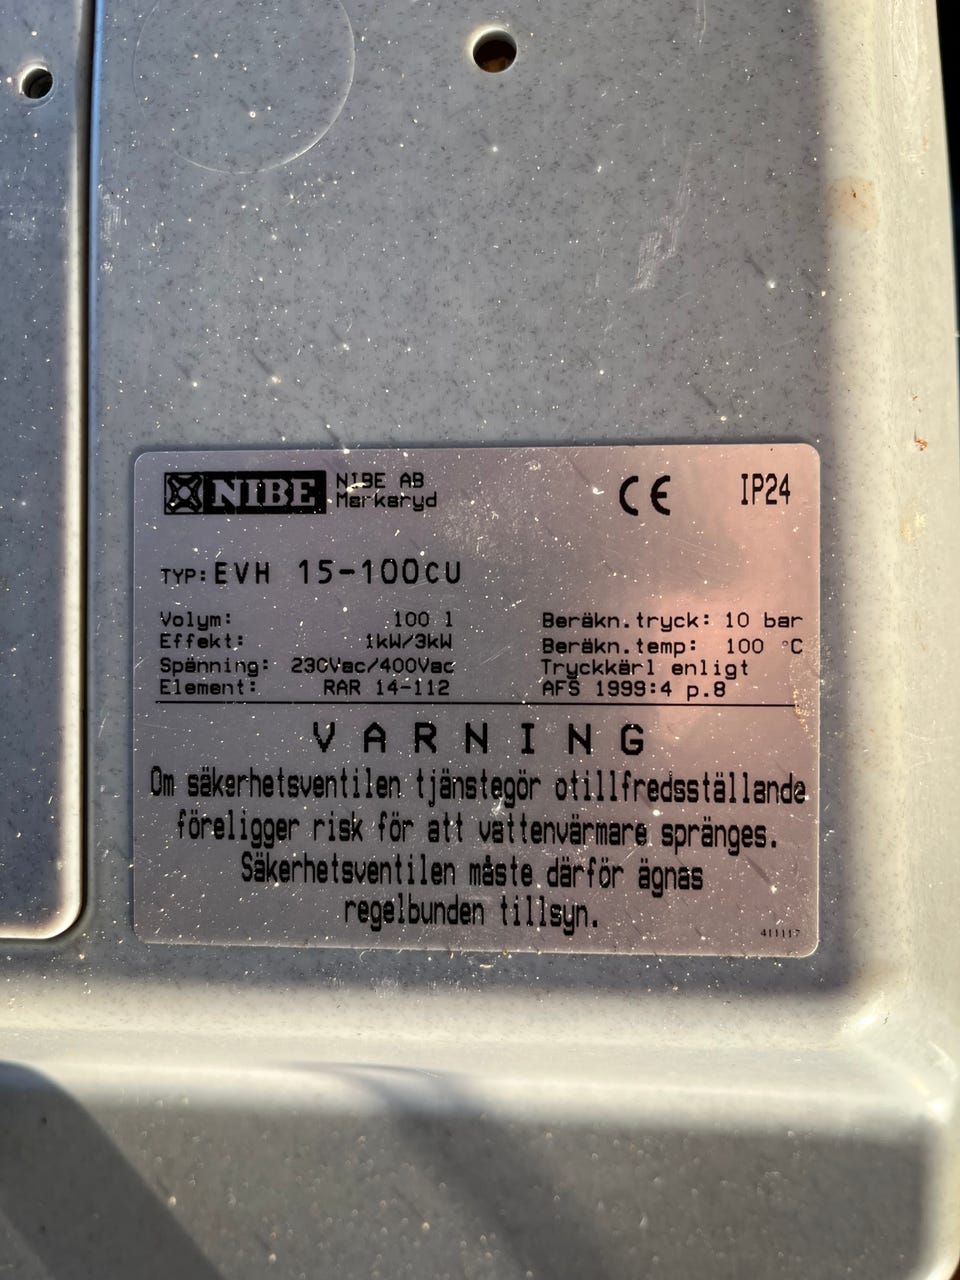 NIBE NIBE AB
Markaryd
CE IP24
TYP: EVH 15-100CU
Volym: 100 l
Effekt: 1kW/3kW
Spänning: 230Vac/400Vac
Element: RAR 14-112
Beräkn.tryck: 10 bar
Beräkn.temp: 100 °C
Tryckkärl enligt
AFS 1999:4 p.8
VARNING
Om säkerhetsventilen tjänstegör otillfredsställande
föreligger risk för att vattenvärmare spränges.
Säkerhetsventilen måste därför ägnas
regelbunden tillsyn.
411117